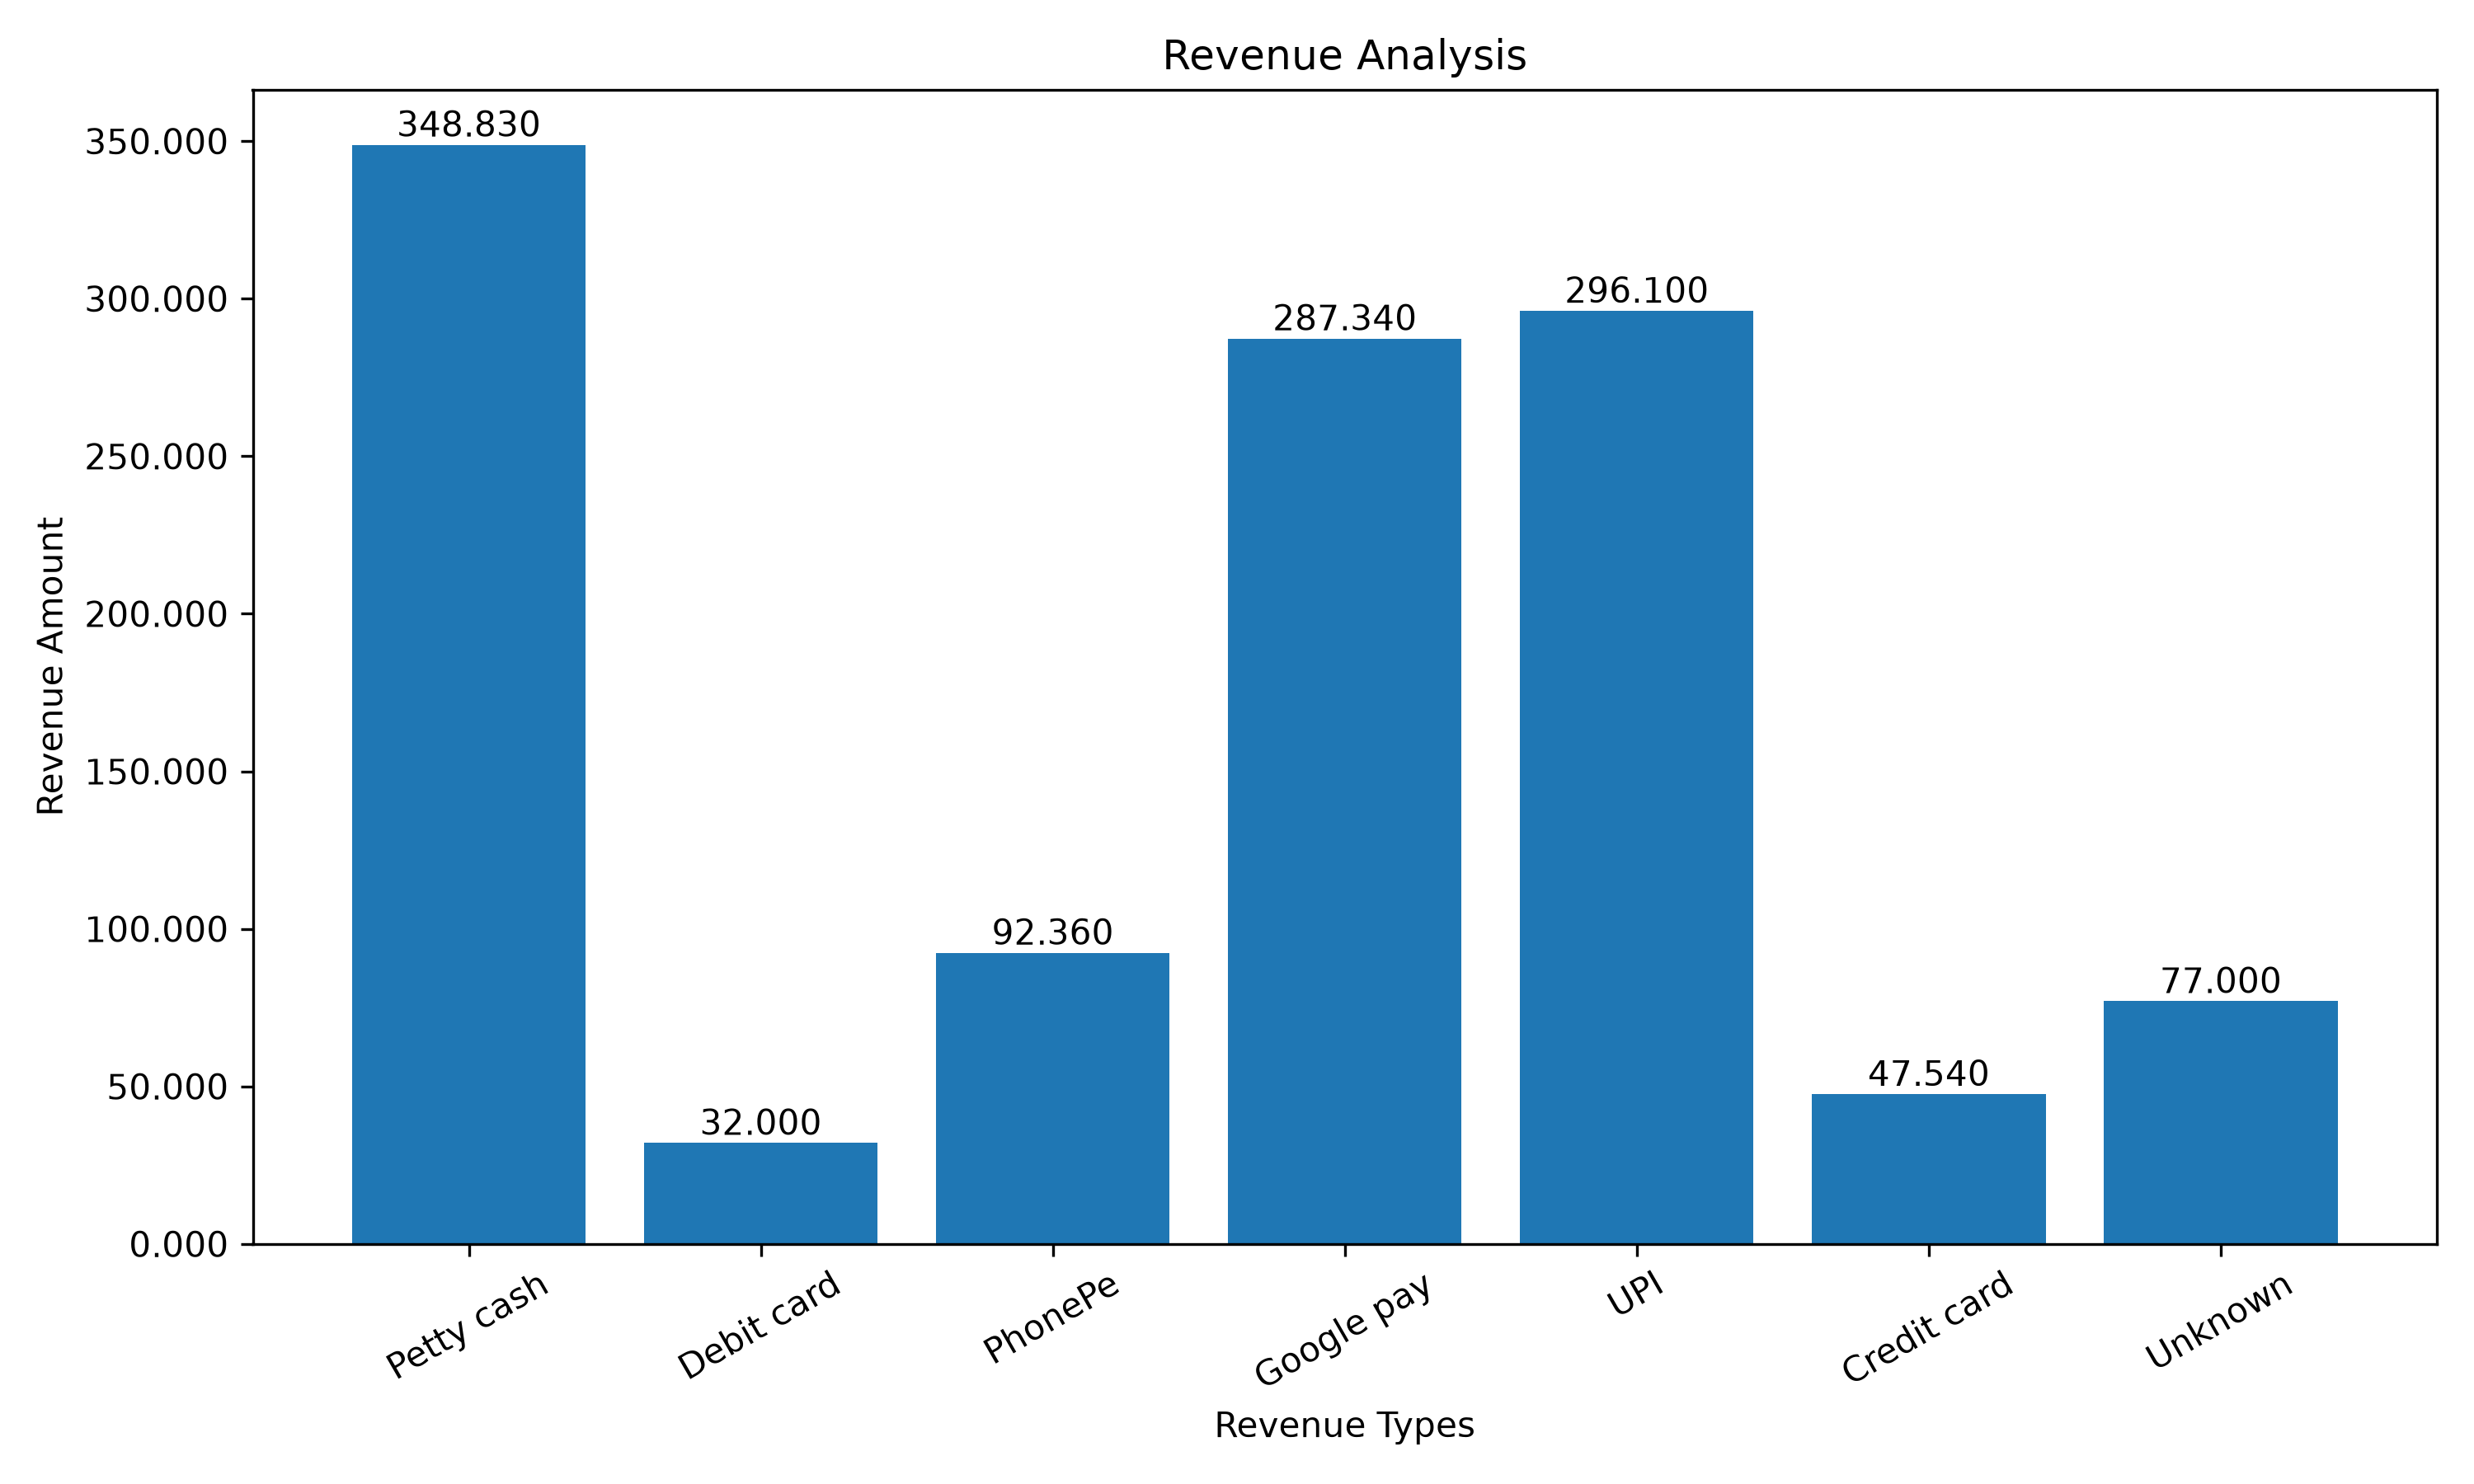 Revenue Analysis
Revenue Amount
350.000
300.000
250.000
200.000
150.000
100.000
50.000
0.000
348.830
32.000
92.360
287.340
296.100
47.540
77.000
Petty cash
Debit card
PhonePe
Google pay
UPI
Credit card
Unknown
Revenue Types